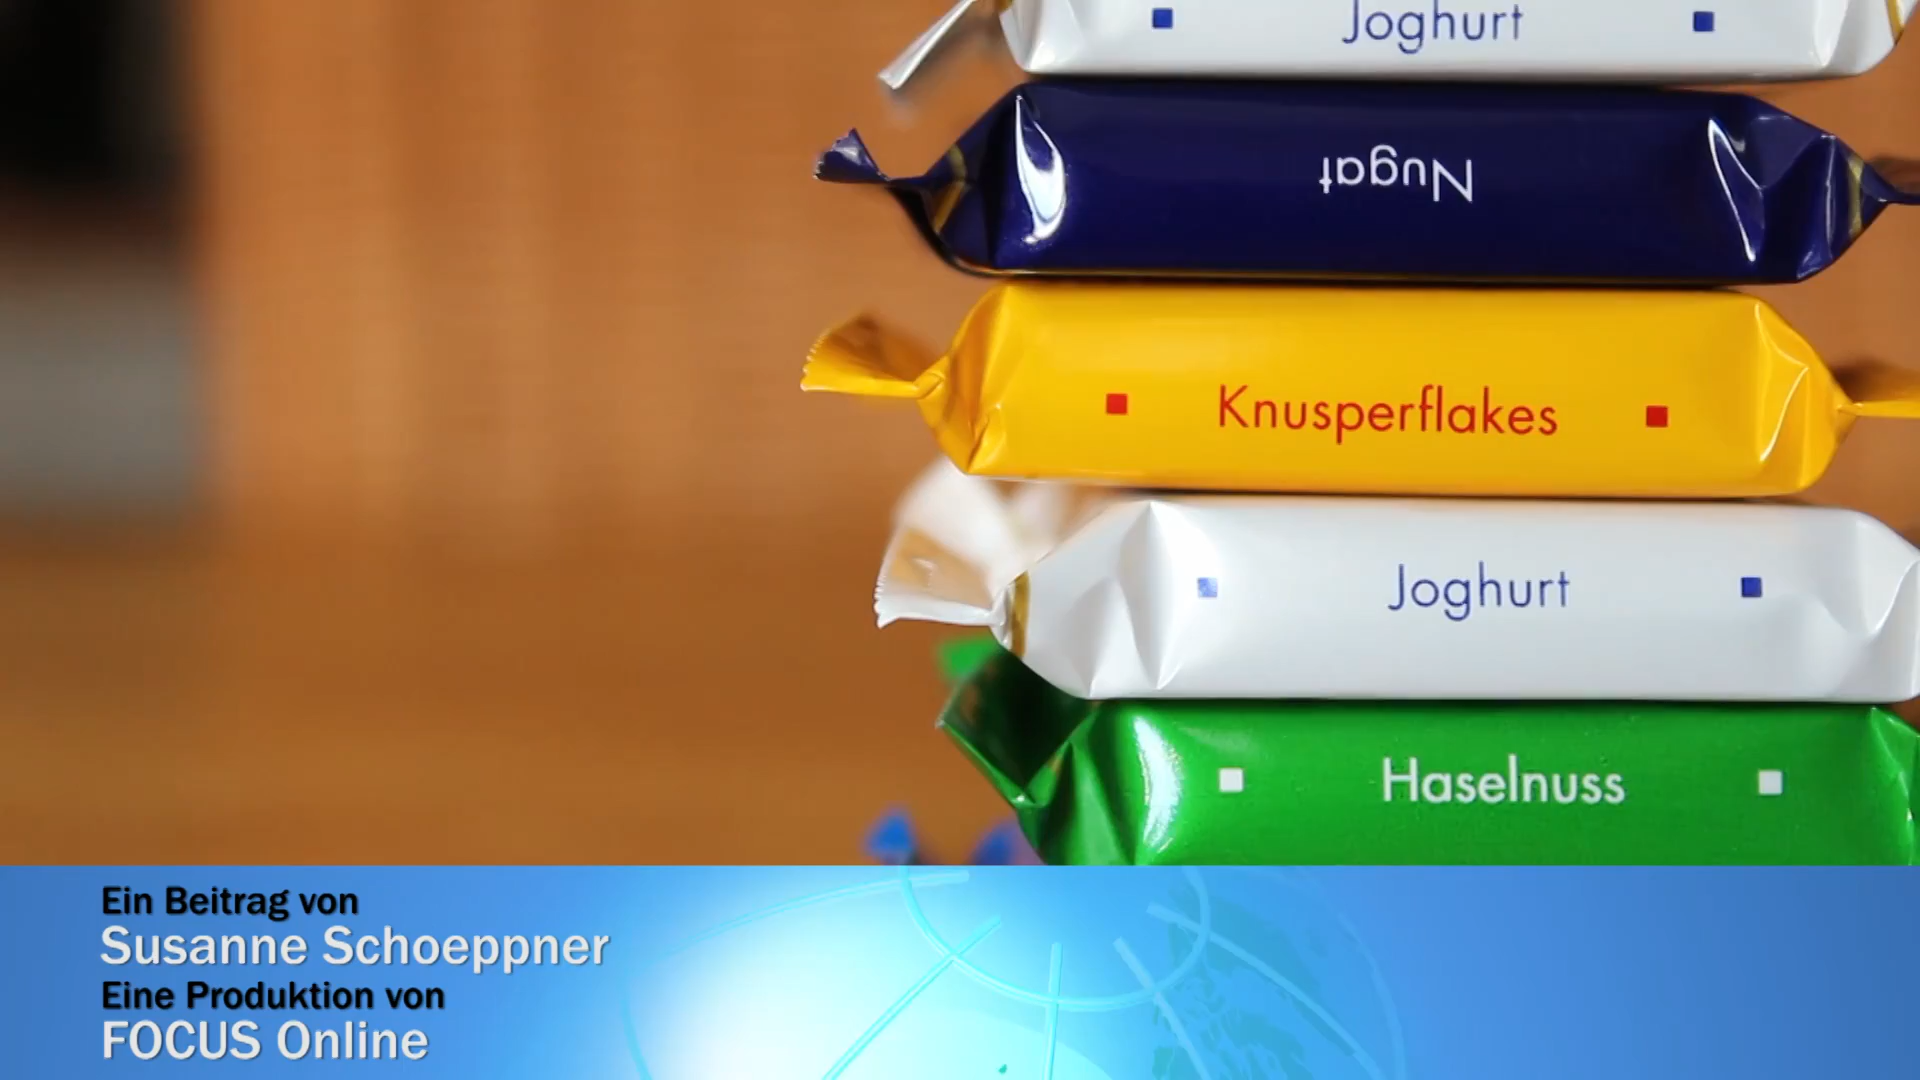 Joghurt
Nugat
Knusperflakes
Joghurt
Haselnuss
Ein Beitrag von
Susanne Schoeppner
Eine Produktion von
FOCUS Online